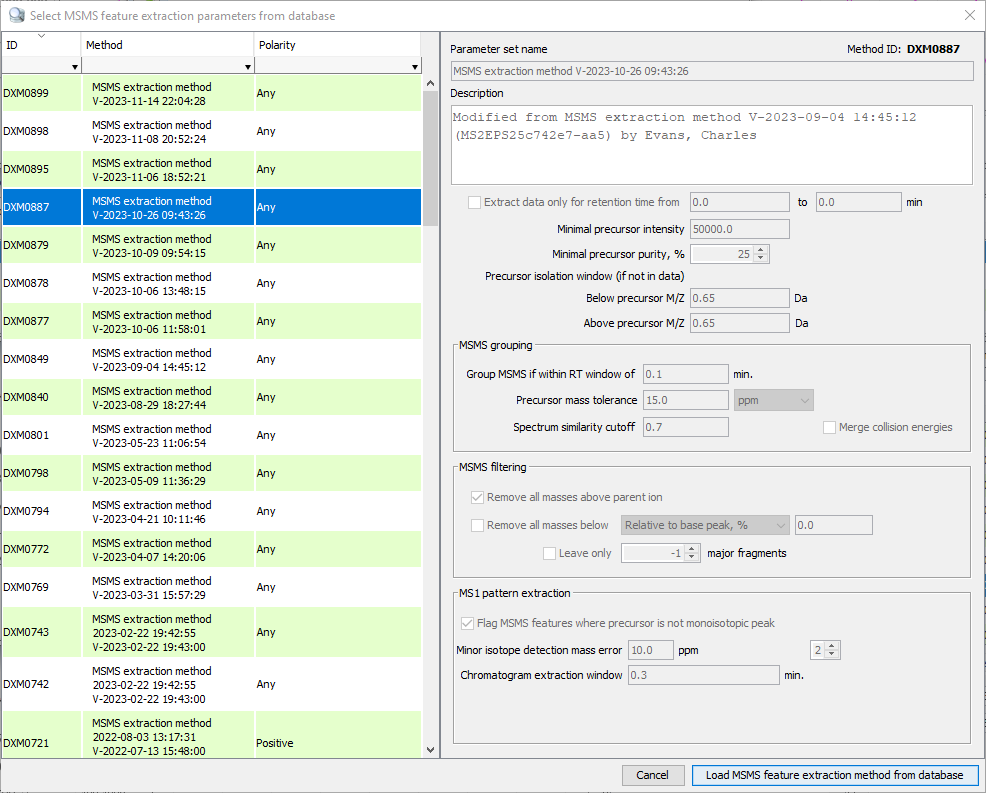 Select MSMS feature extraction parameters from database
ID Method Polarity
DXM0899 MSMS extraction method
V-2023-11-14 22:04:28 Any
DXM0898 MSMS extraction method
V-2023-11-08 20:52:24 Any
DXM0895 MSMS extraction method
V-2023-11-06 18:52:21 Any
DXM0887 MSMS extraction method
V-2023-10-26 09:43:26 Any
DXM0879 MSMS extraction method
V-2023-10-09 09:54:15 Any
DXM0878 MSMS extraction method
V-2023-10-06 13:48:15 Any
DXM0877 MSMS extraction method
V-2023-10-06 11:58:01 Any
DXM0849 MSMS extraction method
V-2023-09-04 14:45:12 Any
DXM0840 MSMS extraction method
V-2023-08-29 18:27:44 Any
DXM0801 MSMS extraction method
V-2023-05-23 11:06:54 Any
DXM0798 MSMS extraction method
V-2023-05-09 11:36:29 Any
DXM0794 MSMS extraction method
V-2023-04-21 10:11:46 Any
DXM0772 MSMS extraction method
V-2023-04-07 14:20:06 Any
DXM0769 MSMS extraction method
V-2023-03-31 15:57:29 Any
DXM0743 MSMS extraction method
2023-02-22 19:42:55
V-2023-02-22 19:43:00 Any
DXM0742 MSMS extraction method
2023-02-22 19:42:55
V-2023-02-22 19:43:00 Any
DXM0721 MSMS extraction method
2022-08-03 13:17:31
V-2022-07-13 15:48:00 Positive
Parameter set name Method ID: DXM0887
MSMS extraction method V-2023-10-26 09:43:26
Description
Modified from MSMS extraction method V-2023-09-04 14:45:12
(MS2EPS25c742e7-aa5) by Evans, Charles
Extract data only for retention time from 0.0 to 0.0 min
Minimal precursor intensity 50000.0
Minimal precursor purity, % 25
Precursor isolation window (if not in data)
Below precursor M/Z 0.65 Da
Above precursor M/Z 0.65 Da
MSMS grouping
Group MSMS if within RT window of 0.1 min.
Precursor mass tolerance 15.0 ppm
Spectrum similarity cutoff 0.7 Merge collision energies
MSMS filtering
Remove all masses above parent ion
Remove all masses below Relative to base peak, % 0.0
Leave only -1 major fragments
MS1 pattern extraction
Flag MSMS features where precursor is not monoisotopic peak
Minor isotope detection mass error 10.0 ppm 2
Chromatogram extraction window 0.3 min.
Cancel Load MSMS feature extraction method from database